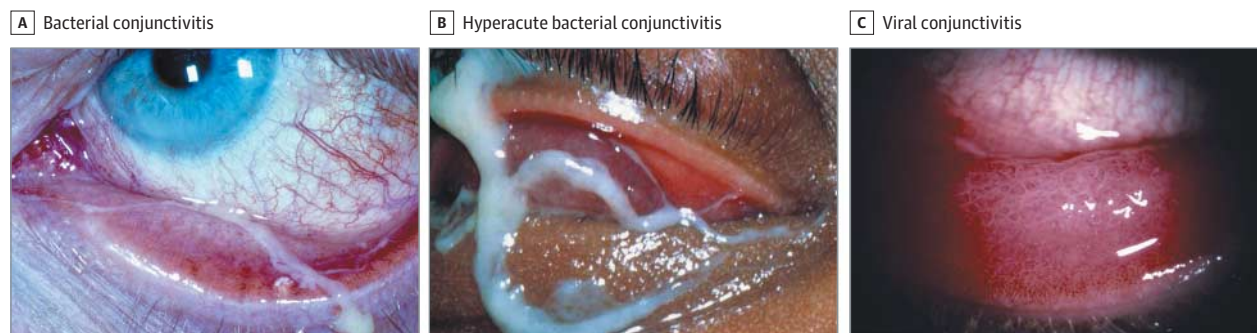 A Bacterial conjunctivitis
B Hyperacute bacterial conjunctivitis
C Viral conjunctivitis